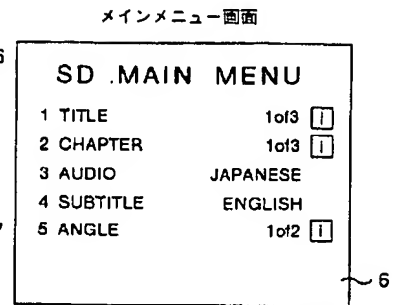 メインメニュー画面
SD .MAIN MENU
1 TITLE 1of3 i
2 CHAPTER 1of3 i
3 AUDIO JAPANESE
4 SUBTITLE ENGLISH
5 ANGLE 1of2 i
6